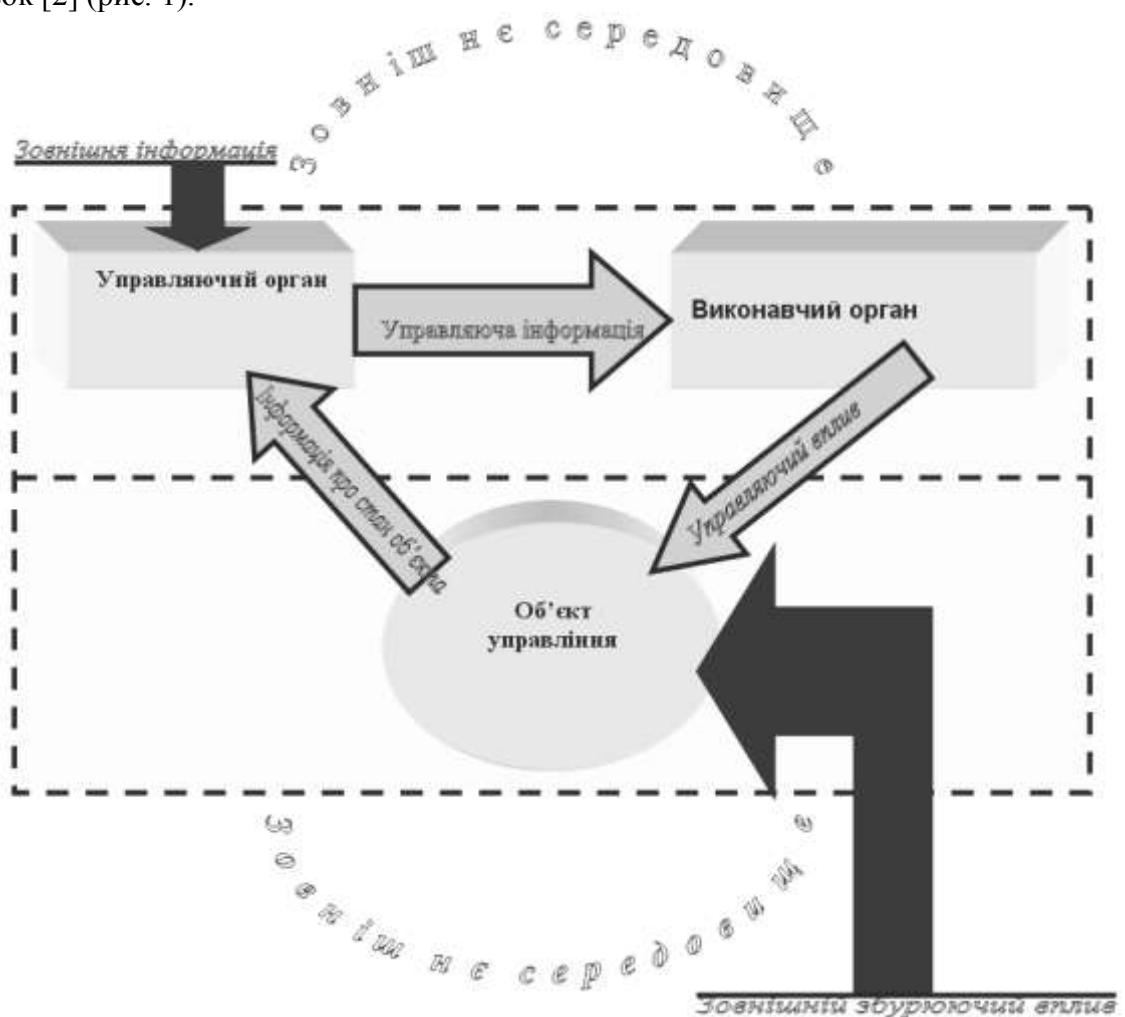 ок [2] (рис. 1).
Зовнішнє середовище
Зовнішня інформація
Управляючий орган
Виконавчий орган
Управляюча інформація
Інформація про стан об'єкта
Управляючий вплив
Об'єкт
управління
Зовнішнє середовище
Зовнішній збурюючий вплив